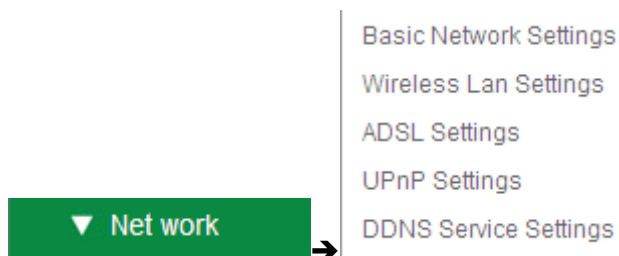 Basic Network Settings
Wireless Lan Settings
ADSL Settings
UPnP Settings
▼ Net work
➔
DDNS Service Settings